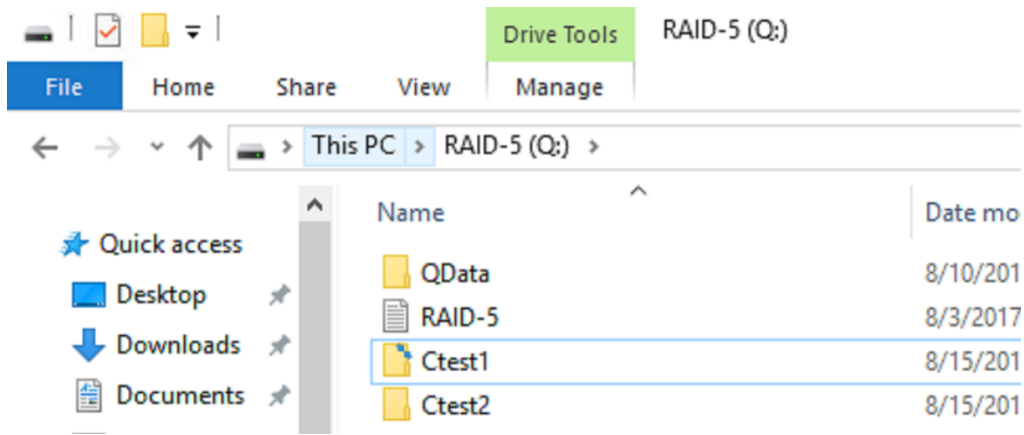 Drive Tools RAID-5 (Q:)
File Home Share View Manage
This PC RAID-5 (Q:)
Name Date mo
Quick access
Desktop
Downloads
Documents
QData 8/10/201
RAID-5 8/3/2017
Ctest1 8/15/201
Ctest2 8/15/201